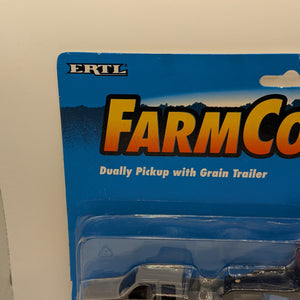 ERTL
FARMCO
Dually Pickup with Grain Trailer